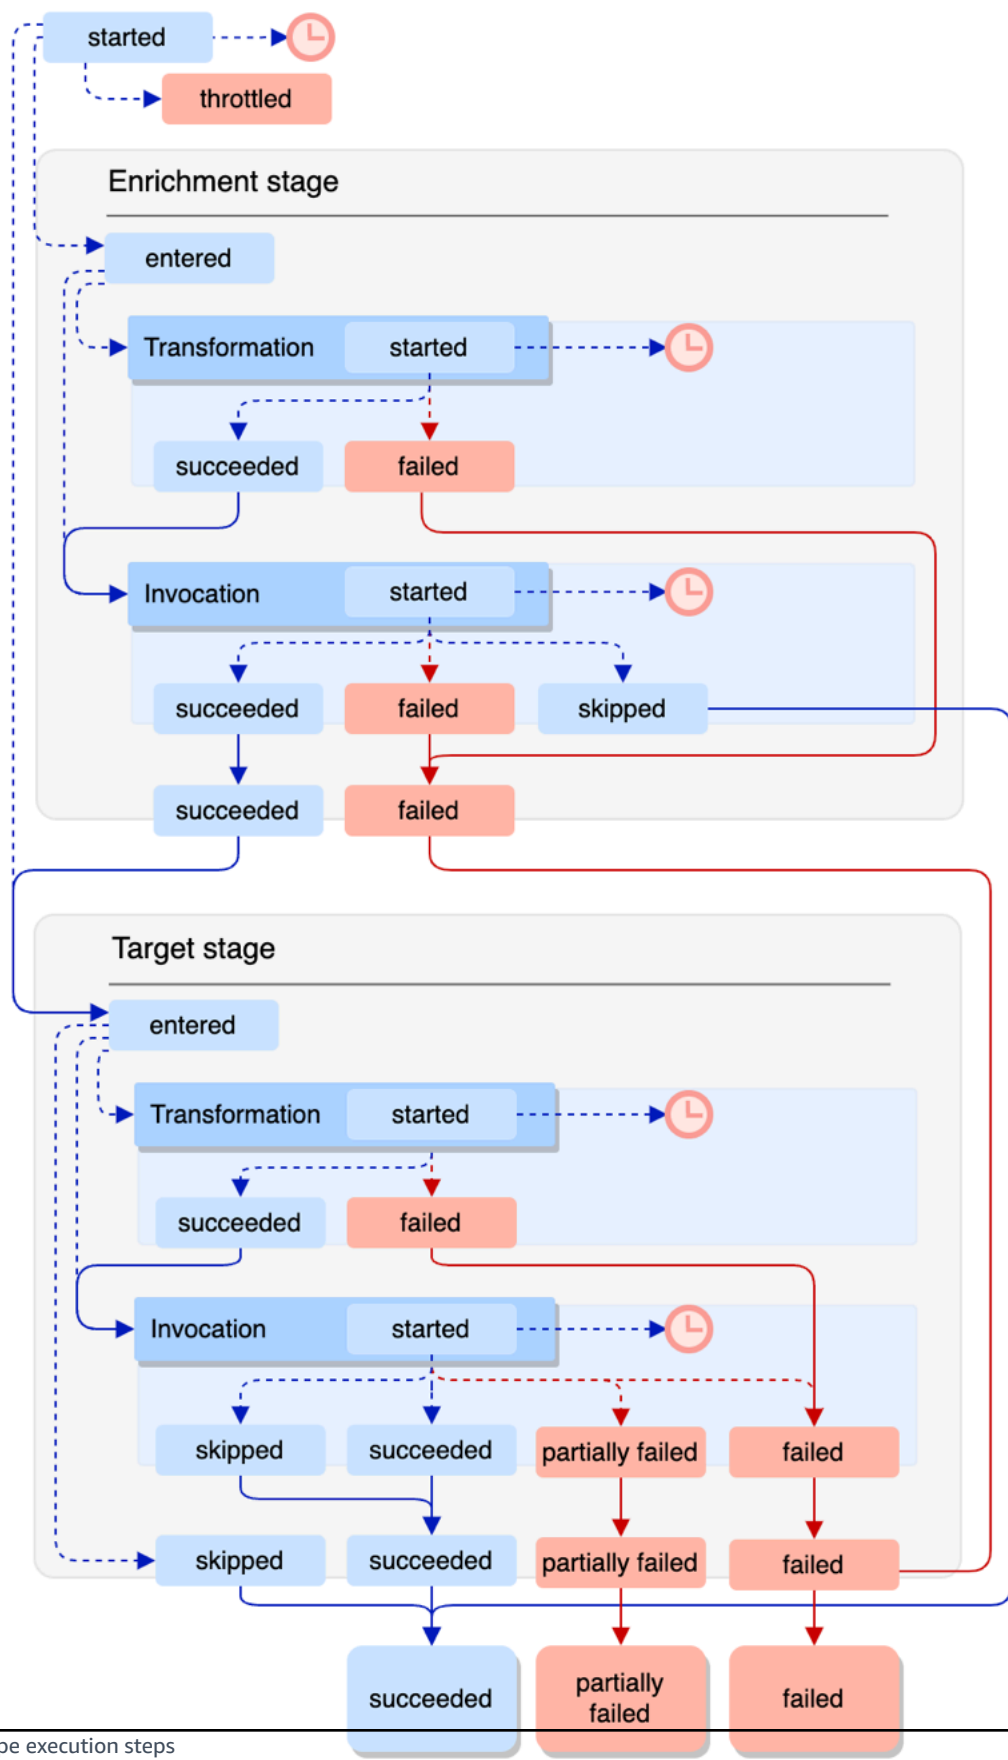 started
throttled
Enrichment stage
entered
Transformation started
succeeded failed
Invocation started
succeeded failed skipped
succeeded failed
Target stage
entered
Transformation started
succeeded failed
Invocation started
skipped succeeded partially failed failed
skipped succeeded partially failed failed
succeeded partially failed failed
pe execution steps